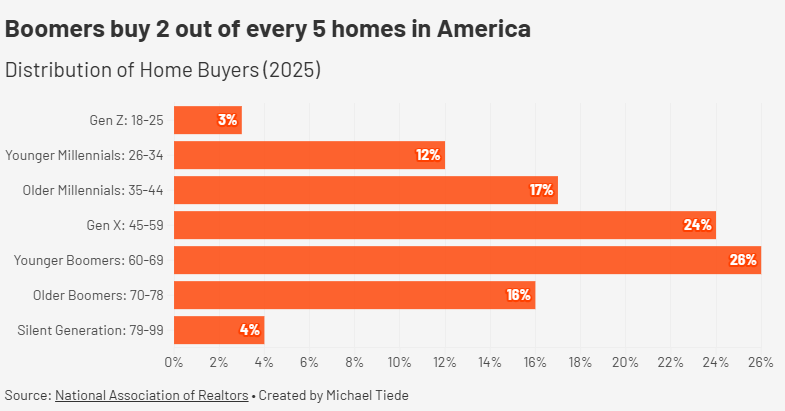 Boomers buy 2 out of every 5 homes in America
Distribution of Home Buyers (2025)
Gen Z: 18-25 3%
Younger Millennials: 26-34 12%
Older Millennials: 35-44 17%
Gen X: 45-59 24%
Younger Boomers: 60-69 26%
Older Boomers: 70-78 16%
Silent Generation: 79-99 4%
0% 2% 4% 6% 8% 10% 12% 14% 16% 18% 20% 22% 24% 26%
Source: National Association of Realtors • Created by Michael Tiede